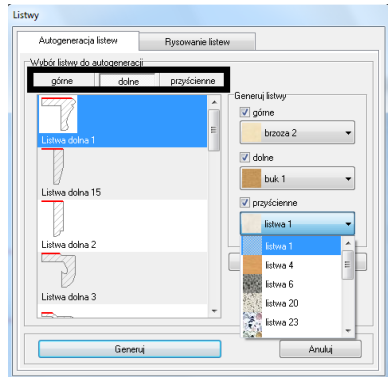 Listwy
Autogeneracja listew
Rysowanie listew
Wybór listwy do autogeneracji
górne
dolne
przyścienne
Listwa dolna 1
Listwa dolna 15
Listwa dolna 2
Listwa dolna 3
Generuj listwy
górne
brzoza 2
dolne
buk 1
przyścienne
listwa 1
listwa 1
listwa 4
listwa 6
listwa 20
listwa 23
Generuj
Anuluj